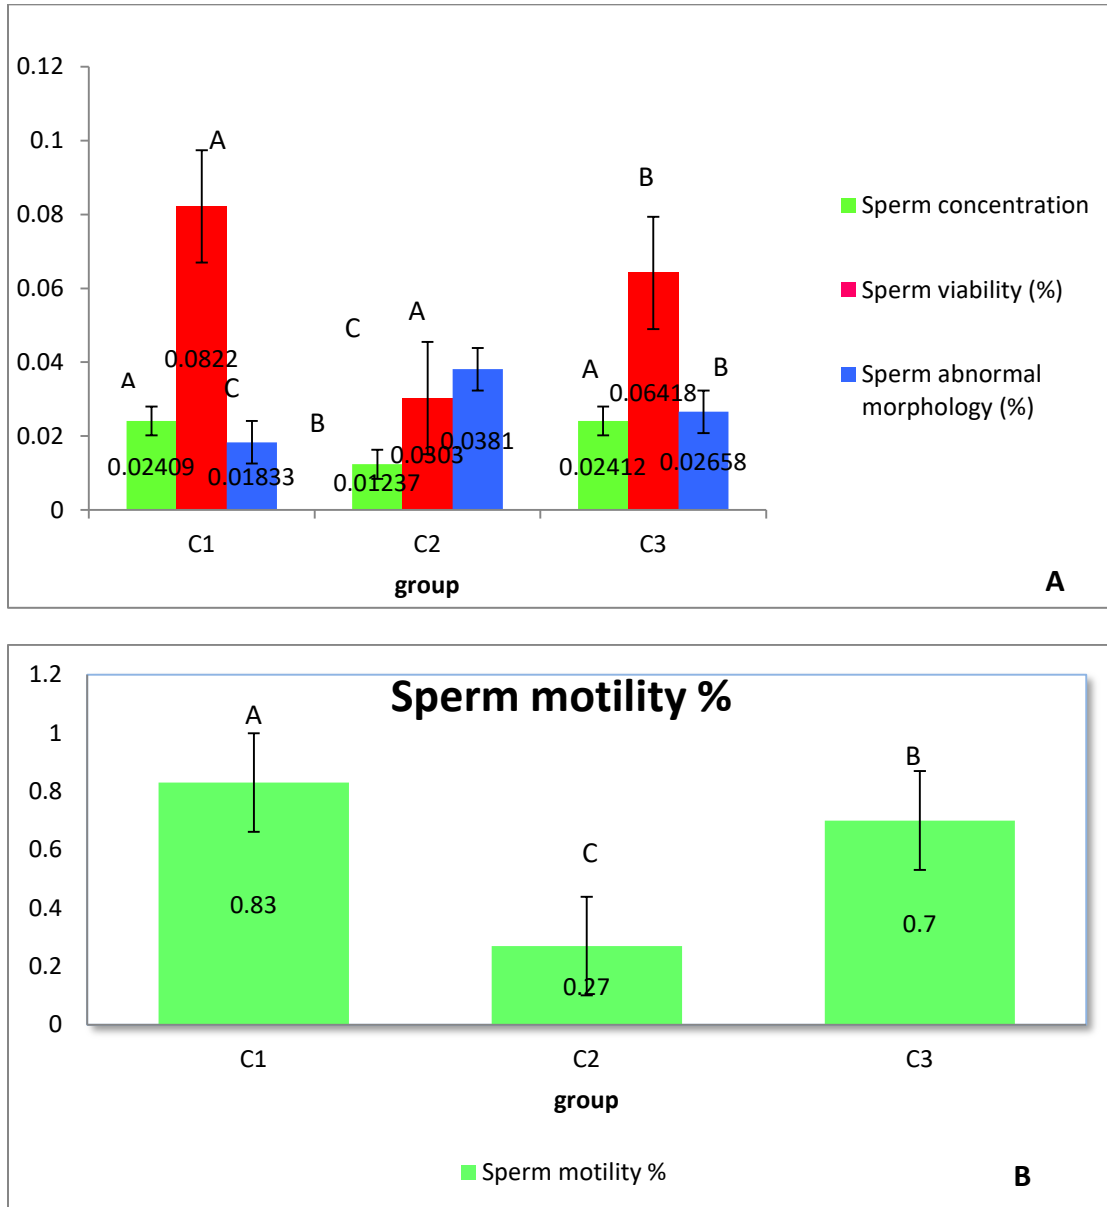 0.12
0.1
0.08
0.06
0.04
0.02
0
A
A
C
0.02409
0.0822
0.01833
B
C
A
0.01237
0.0303
0.0381
A
B
B
0.02412
0.06418
0.02658
C1
C2
C3
group
Sperm concentration
Sperm viability (%)
Sperm abnormal
morphology (%)
A
Sperm motility %
1.2
1
0.8
0.6
0.4
0.2
0
A
C
B
0.83
0.27
0.7
C1
C2
C3
group
Sperm motility %
B